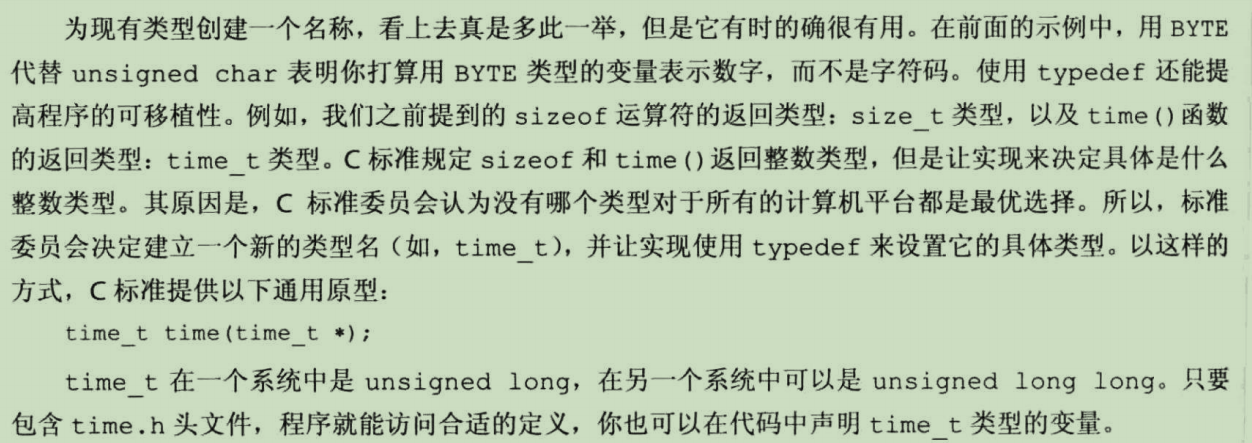 为现有类型创建一个名称，看上去真是多此一举，但是它有时的确很有用。在前面的示例中，用 BYTE
代替 unsigned char 表明你打算用 BYTE 类型的变量表示数字，而不是字符码。使用 typedef 还能提
高程序的可移植性。例如，我们之前提到的 sizeof 运算符的返回类型：size_t 类型，以及 time()函数
的返回类型：time_t 类型。C 标准规定 sizeof 和 time()返回整数类型，但是让实现来决定具体是什么
整数类型。其原因是，C 标准委员会认为没有哪个类型对于所有的计算机平台都是最优选择。所以，标准
委员会决定建立一个新的类型名（如，time_t），并让实现使用 typedef 来设置它的具体类型。以这样的
方式，C 标准提供以下通用原型：
time_t time(time_t *);
time_t 在一个系统中是 unsigned long，在另一个系统中可以是 unsigned long long。只要
包含 time.h 头文件，程序就能访问合适的定义，你也可以在代码中声明 time_t 类型的变量。